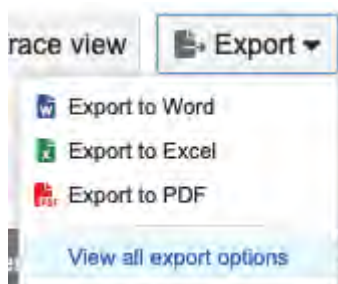 race view Export
Export to Word
Export to Excel
Export to PDF
View all export options